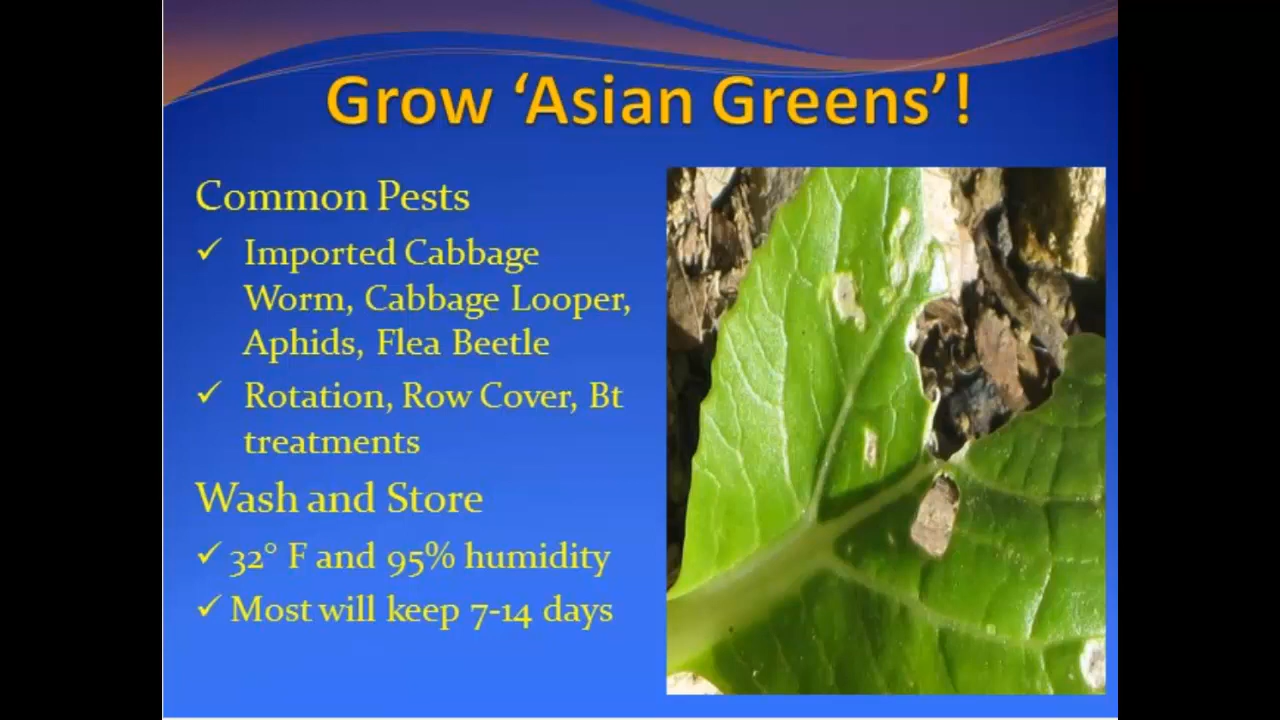 Grow ‘Asian Greens’!
Common Pests
✓ Imported Cabbage
Worm, Cabbage Looper,
Aphids, Flea Beetle
✓ Rotation, Row Cover, Bt
treatments
Wash and Store
✓ 32° F and 95% humidity
✓ Most will keep 7-14 days